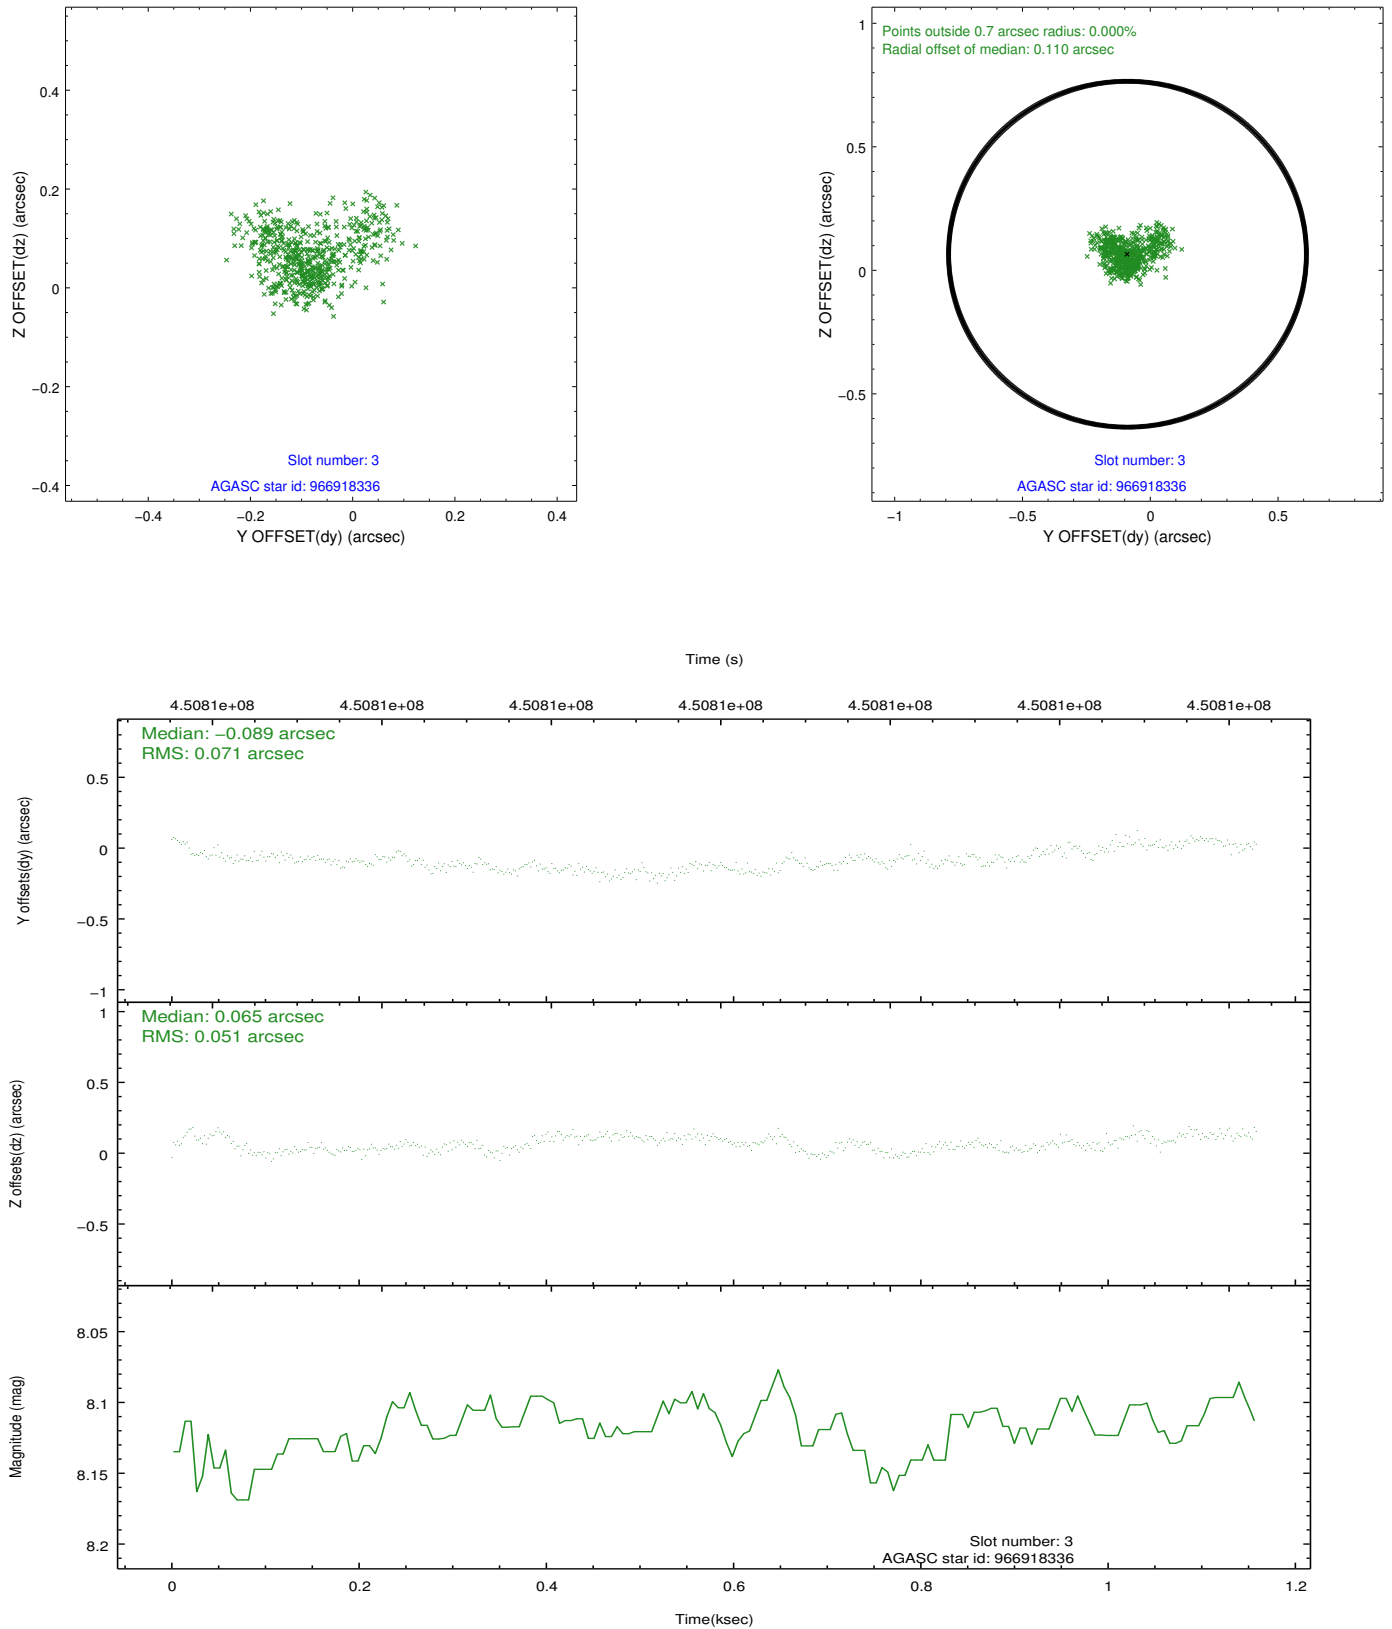 0.4
0.2
0
−0.2
−0.4
Z OFFSET(dz) (arcsec)
−0.4
−0.2
0
0.2
0.4
Y OFFSET(dy) (arcsec)
Slot number: 3
AGASC star id: 966918336
Points outside 0.7 arcsec radius: 0.000%
Radial offset of median: 0.110 arcsec
1
0.5
0
−0.5
Z OFFSET(dz) (arcsec)
−1
−0.5
0
0.5
Y OFFSET(dy) (arcsec)
Slot number: 3
AGASC star id: 966918336
Time (s)
4.5081e+08
4.5081e+08
4.5081e+08
4.5081e+08
4.5081e+08
4.5081e+08
4.5081e+08
Median: −0.089 arcsec
RMS: 0.071 arcsec
0.5
0
−0.5
−1
Y offsets(dy) (arcsec)
Median: 0.065 arcsec
RMS: 0.051 arcsec
1
0.5
0
−0.5
Z offsets(dz) (arcsec)
8.05
8.1
8.15
8.2
Magnitude (mag)
Slot number: 3
AGASC star id: 966918336
0
0.2
0.4
0.6
0.8
1
1.2
Time(ksec)